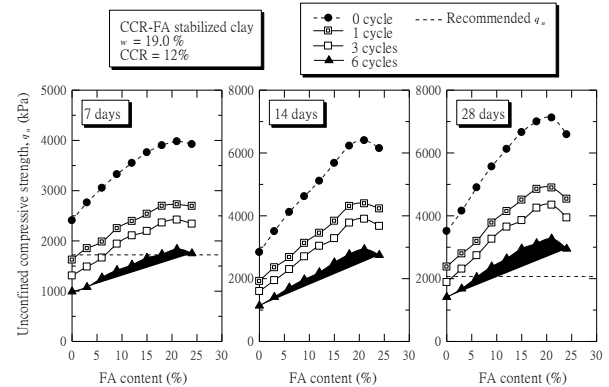 CCR-FA stabilized clay
w = 19.0 %
CCR = 12%
0 cycle
1 cycle
3 cycles
6 cycles
Recommended qu
Unconfined compressive strength, qu (kPa)
7 days
5000
4000
3000
2000
1000
0
0 5 10 15 20 25 30
FA content (%)
14 days
8000
6000
4000
2000
0
0 5 10 15 20 25 30
FA content (%)
28 days
8000
6000
4000
2000
0
0 5 10 15 20 25 30
FA content (%)